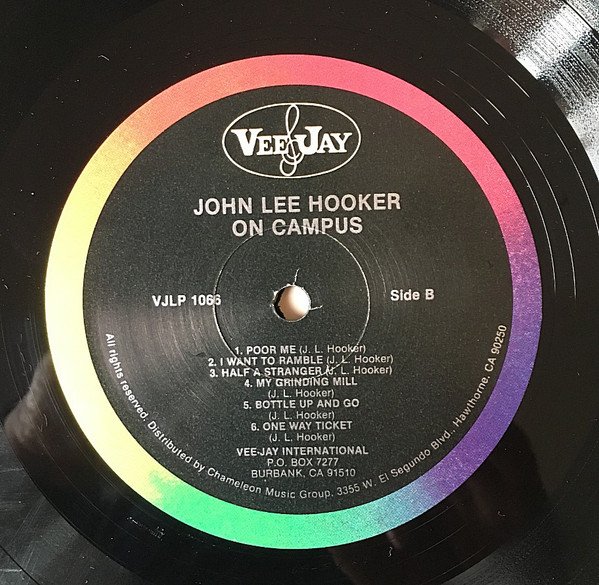 VEE JAY
JOHN LEE HOOKER
ON CAMPUS
VJLP 1066
Side B
1. POOR ME (J. L. Hooker)
2. I WANT TO RAMBLE (J. L. Hooker)
3. HALF A STRANGER (J. L. Hooker)
4. MY GRINDING MILL
(J. L. Hooker)
5. BOTTLE UP AND GO
(J. L. Hooker)
6. ONE WAY TICKET
(J. L. Hooker)
VEE-JAY INTERNATIONAL
P.O. BOX 7277
BURBANK, CA 91510
All rights reserved. Distributed by Chameleon Music Group. 3355 W. El Segundo Blvd. Hawthorne, CA 90250